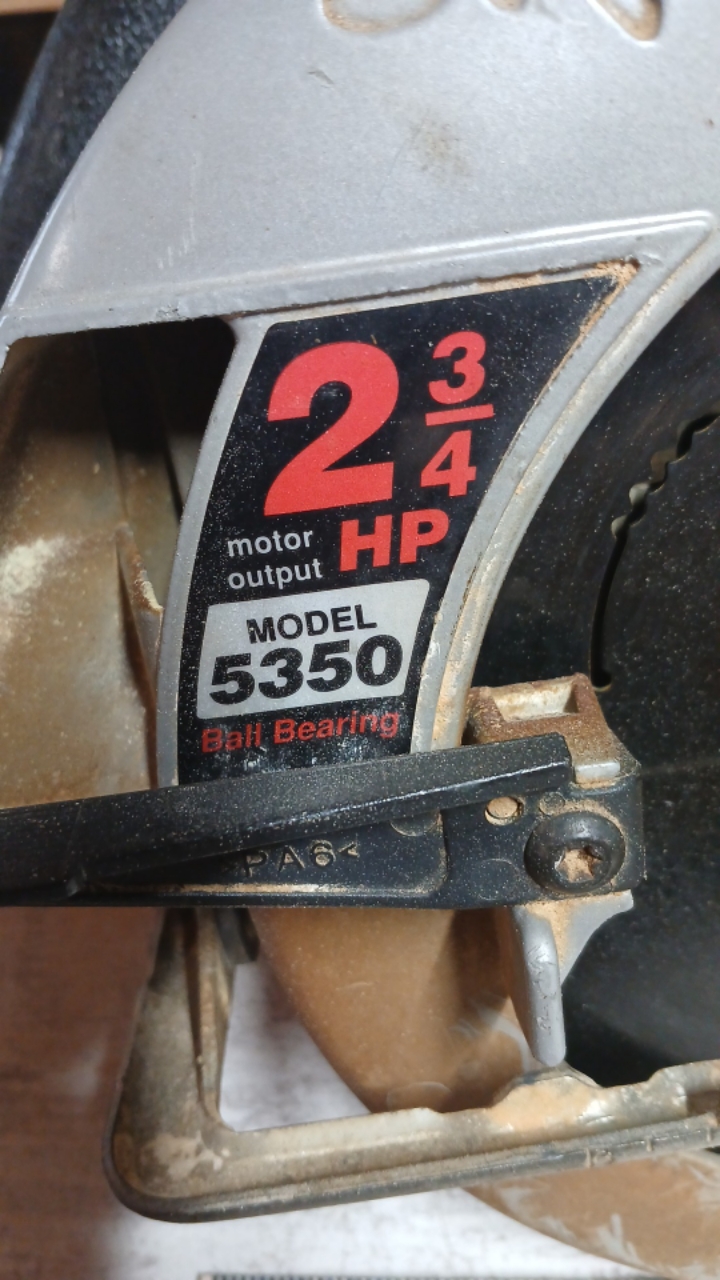 2 3/4
HP
motor
output
MODEL
5350
Ball Bearing
PA6<